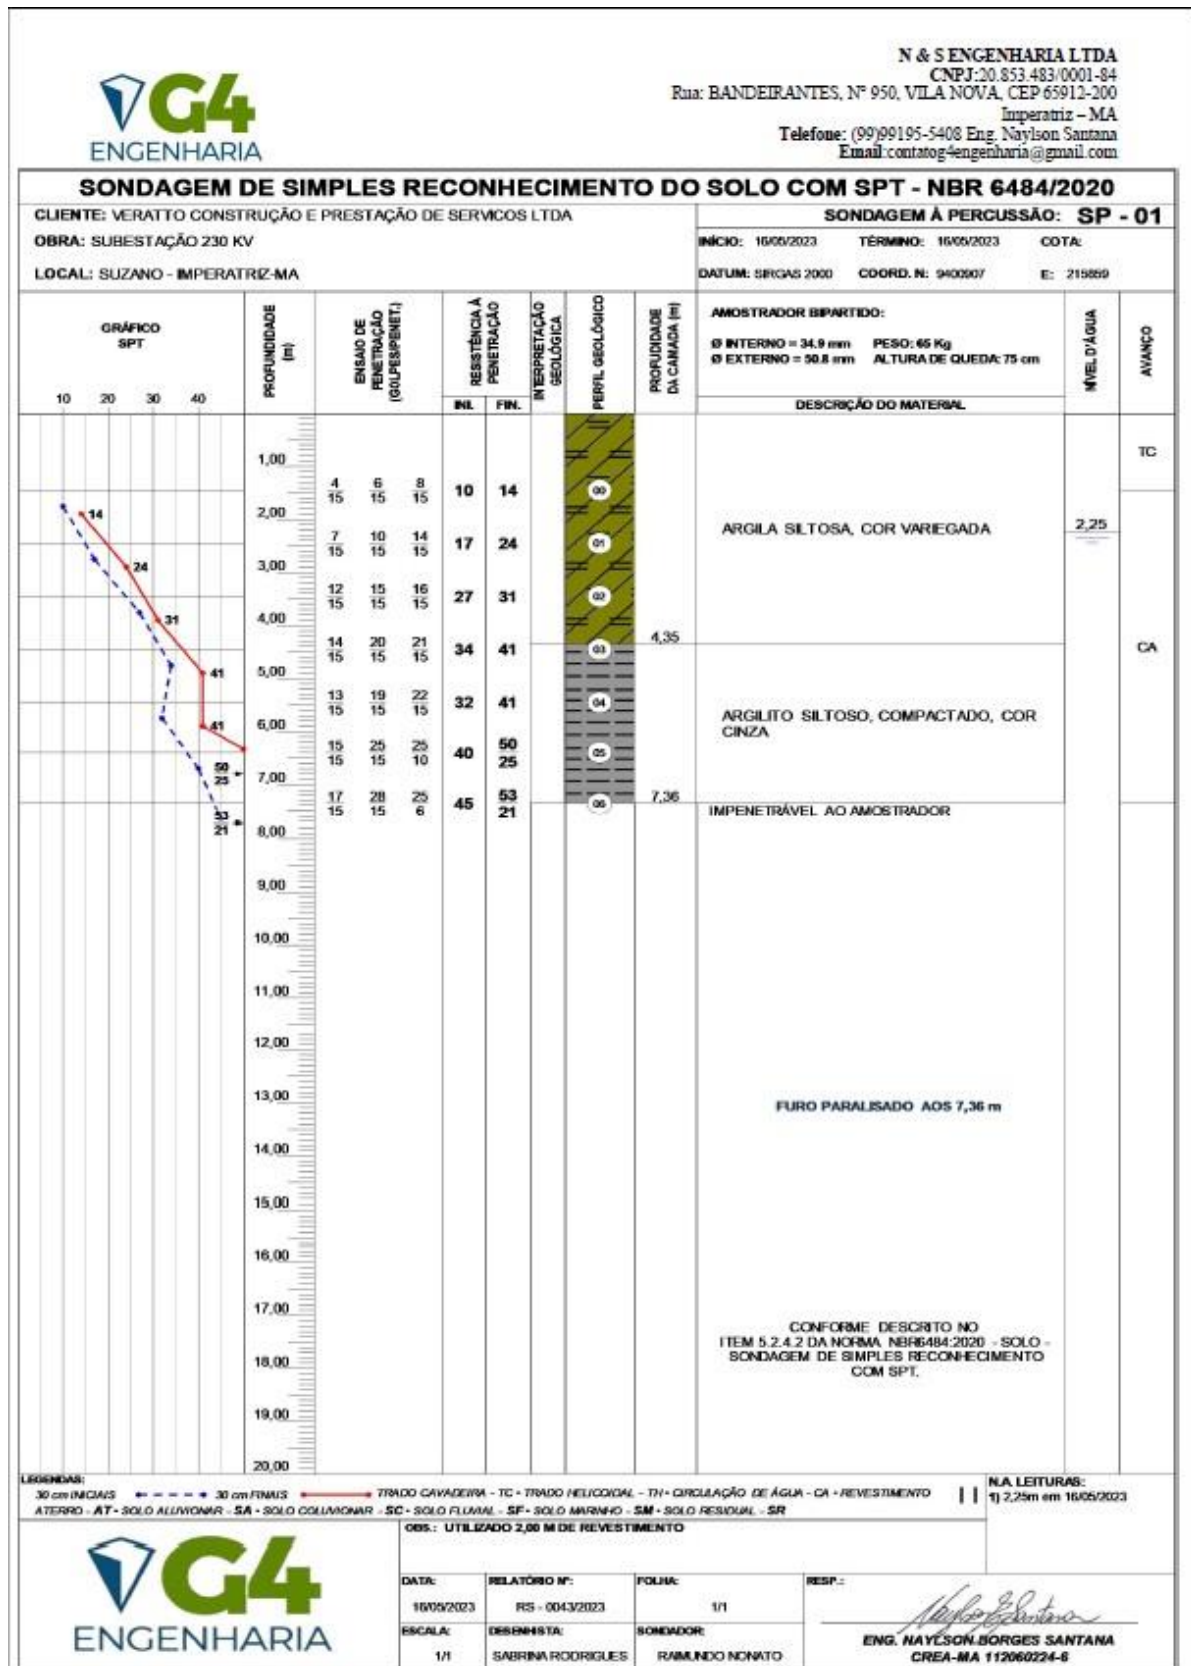 G4
ENGENHARIA
N & S ENGENHARIA LTDA
CNPJ:20.853.483/0001-84
Rua: BANDEIRANTES, Nº 950, VILA NOVA, CEP 65912-200
Imperatriz – MA
Telefone: (99)99195-5408 Eng. Naylson Santana
Email:contatog4engenharia@gmail.com
SONDAGEM DE SIMPLES RECONHECIMENTO DO SOLO COM SPT - NBR 6484/2020
CLIENTE: VERATTO CONSTRUÇÃO E PRESTAÇÃO DE SERVICOS LTDA
SONDAGEM À PERCUSSÃO: SP - 01
OBRA: SUBESTAÇÃO 230 KV
INÍCIO: 16/05/2023 TÉRMINO: 16/05/2023 COTA:
LOCAL: SUZANO - IMPERATRIZ-MA
DATUM: SIRGAS 2000 COORD. N: 9400907 E: 215859
GRÁFICO
SPT
10 20 30 40
PROFUNDIDADE
(m)
ENSAIO DE
PENETRAÇÃO
(GOLPES/PENET.)
RESISTÊNCIA À
PENETRAÇÃO
INI. FIN.
INTERPRETAÇÃO
GEOLÓGICA
PERFIL GEOLÓGICO
PROFUDIDADE
DA CAMADA (m)
AMOSTRADOR BIPARTIDO:
Ø INTERNO = 34.9 mm PESO: 65 Kg
Ø EXTERNO = 50.8 mm ALTURA DE QUEDA: 75 cm
DESCRIÇÃO DO MATERIAL
NÍVEL D'ÁGUA
AVANÇO
1,00
TC
4/15 6/15 8/15 10 14 00
14 2,00
ARGILA SILTOSA, COR VARIEGADA
2,25
7/15 10/15 14/15 17 24 01
24 3,00
12/15 15/15 16/15 27 31 02
31 4,00
4,35
14/15 20/15 21/15 34 41 03
CA
41 5,00
13/15 19/15 22/15 32 41 04
ARGILITO SILTOSO, COMPACTADO, COR
CINZA
41 6,00
15/15 25/15 25/10 40 50/25 05
50/25 7,00
7,36
17/15 28/15 25/6 45 53/21 06
IMPENETRÁVEL AO AMOSTRADOR
53/21 8,00
9,00
10,00
11,00
12,00
13,00
FURO PARALISADO AOS 7,36 m
14,00
15,00
16,00
17,00
CONFORME DESCRITO NO
ITEM 5.2.4.2 DA NORMA NBR6484:2020 - SOLO -
SONDAGEM DE SIMPLES RECONHECIMENTO
COM SPT.
18,00
19,00
20,00
LEGENDAS:
30 cm INICIAIS 30 cm FINAIS TRADO CAVADEIRA - TC - TRADO HELICOIDAL - TH - CIRCULAÇÃO DE ÁGUA - CA - REVESTIMENTO
ATERRO - AT - SOLO ALUVIONAR - SA - SOLO COLUVIONAR - SC - SOLO FLUVIAL - SF - SOLO MARINHO - SM - SOLO RESIDUAL - SR
N.A. LEITURAS:
1) 2,25m em 16/05/2023
OBS.: UTILIZADO 2,00 M DE REVESTIMENTO
G4
ENGENHARIA
DATA: RELATÓRIO Nº: FOLHA: RESP.:
16/05/2023 RS - 0043/2023 1/1
ESCALA: DESENHISTA: SONDADOR:
1/1 SABRINA RODRIGUES RAIMUNDO NONATO
ENG. NAYLSON BORGES SANTANA
CREA-MA 112060224-6